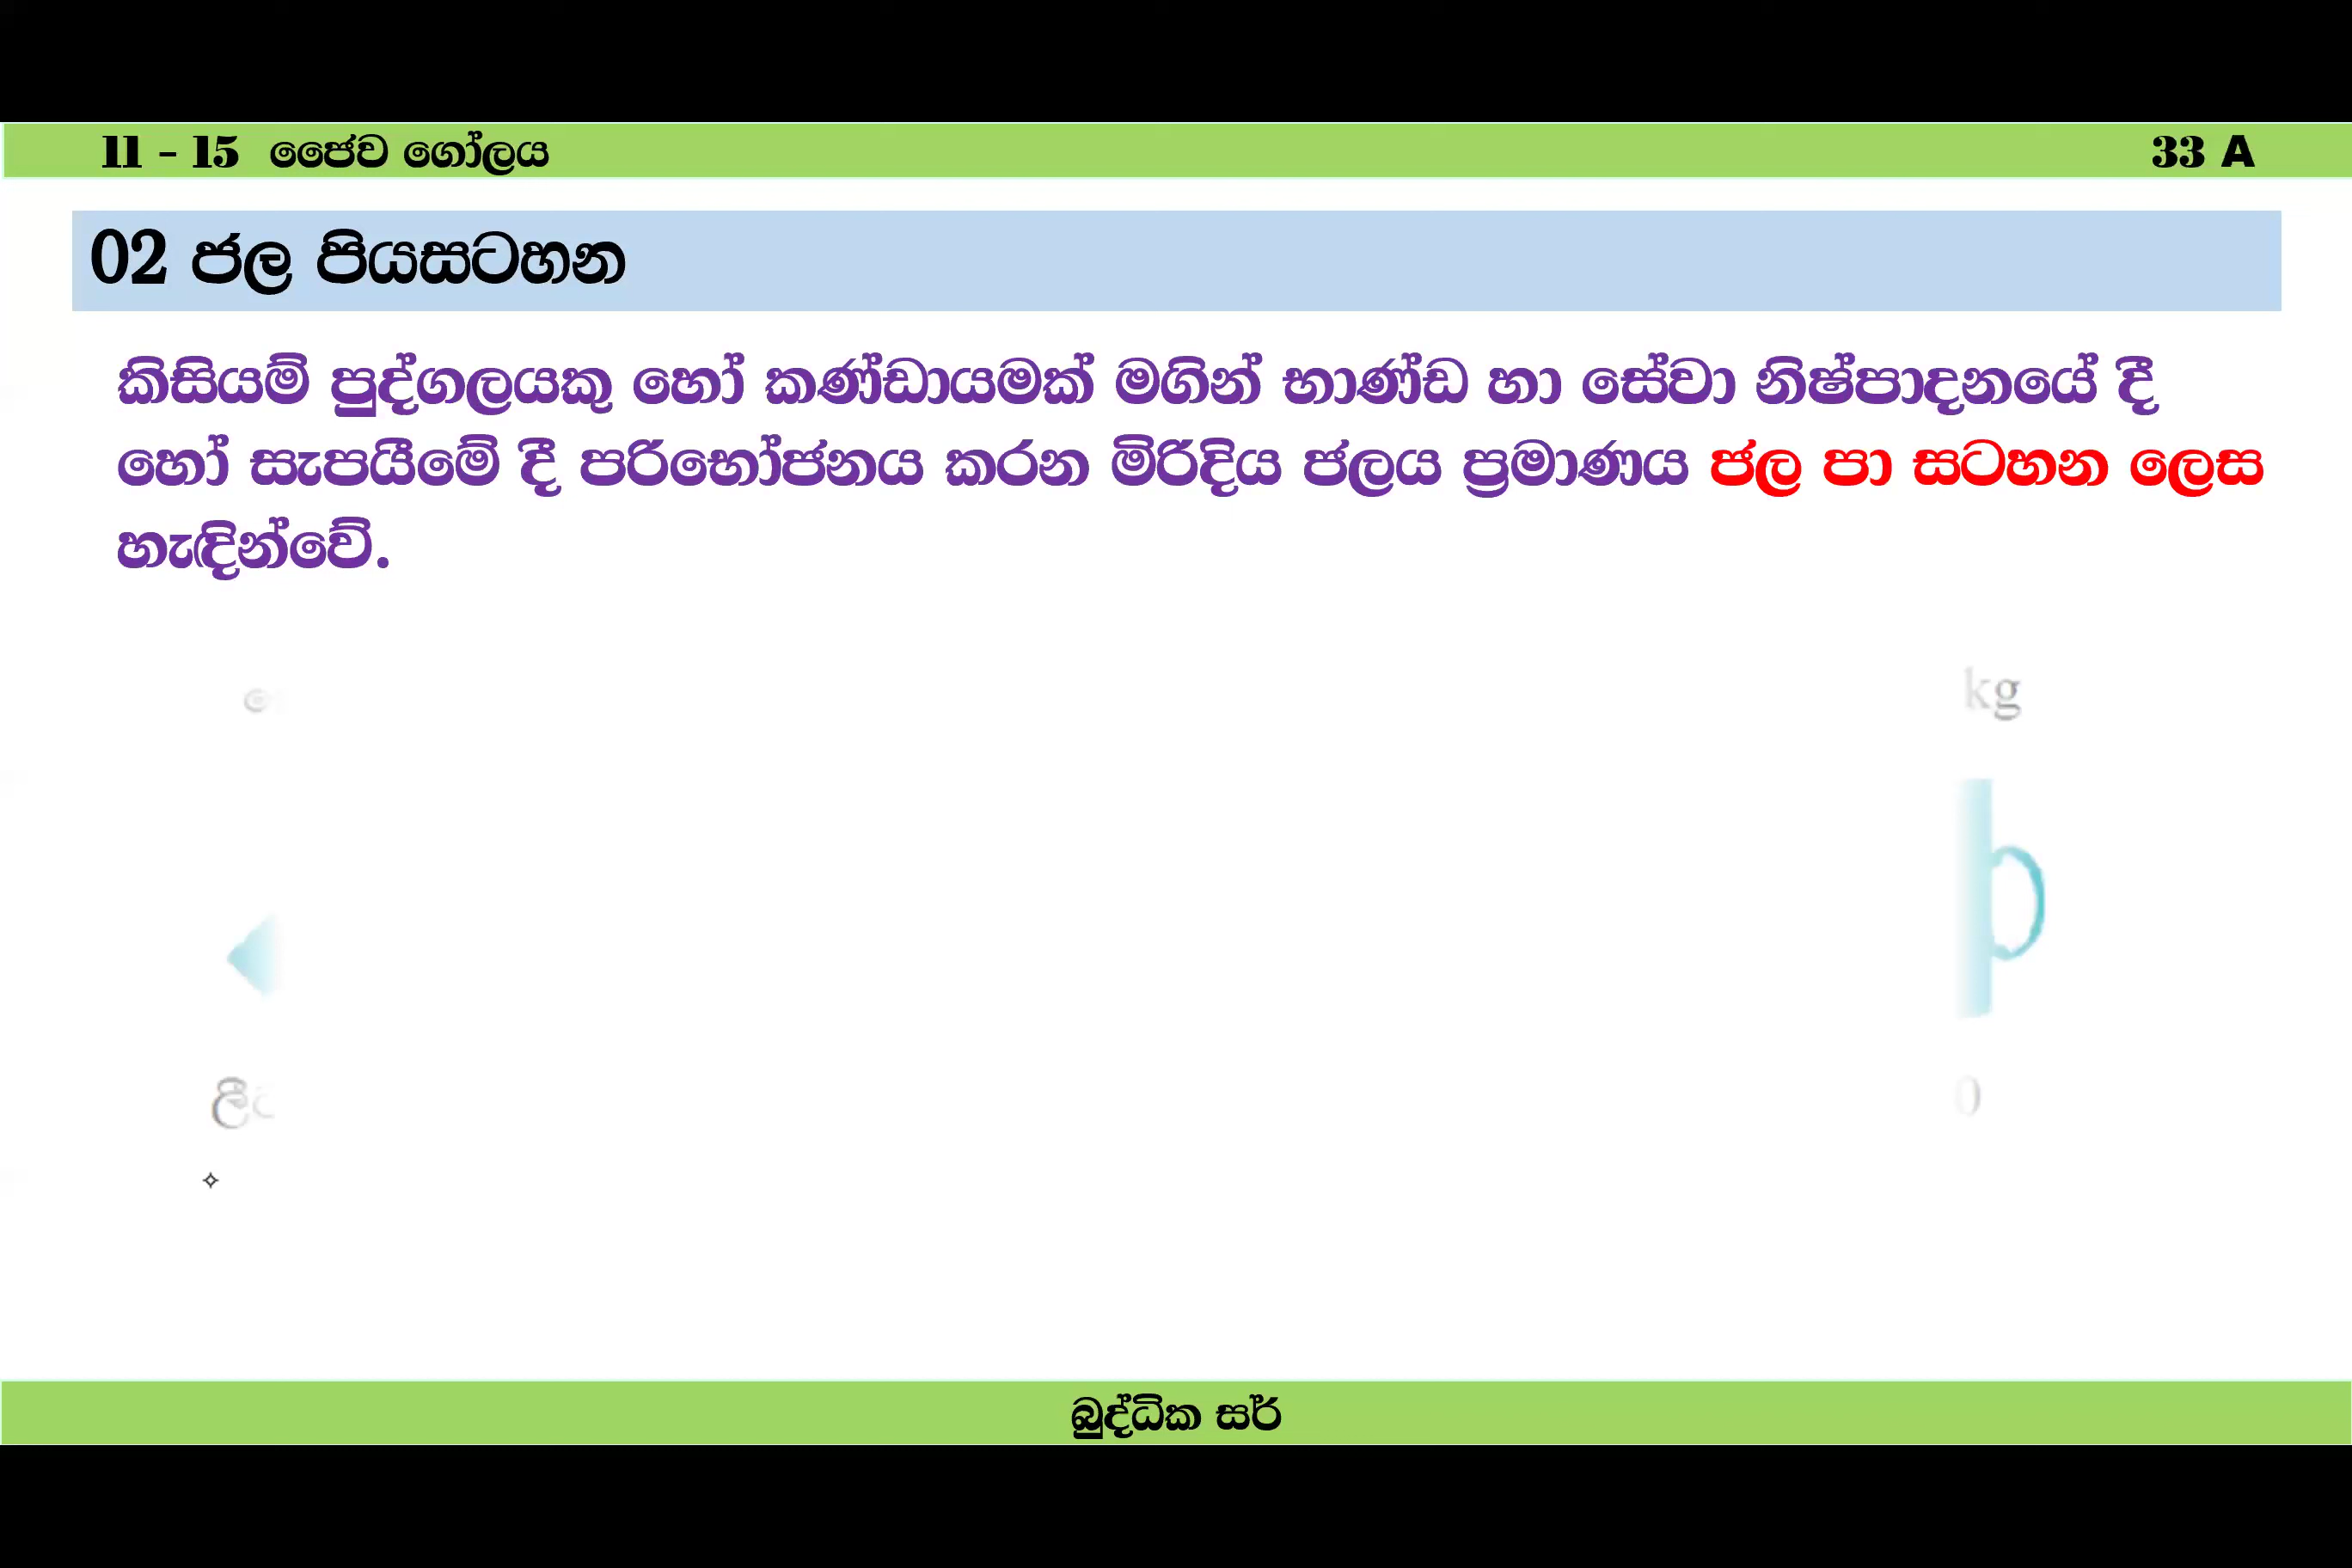 11 - 15 ජෛව ගෝලය
33 A
02 ජල පියසටහන
කිසියම් පුද්ගලයකු හෝ කණ්ඩායමක් මගින් භාණ්ඩ හා සේවා නිෂ්පාදනයේ දී
හෝ සැපයීමේ දී පරිභෝජනය කරන මිරිදිය ජලය ප්‍රමාණය ජල පා සටහන ලෙස
හැඳින්වේ.
kg
0
බුද්ධික සර්